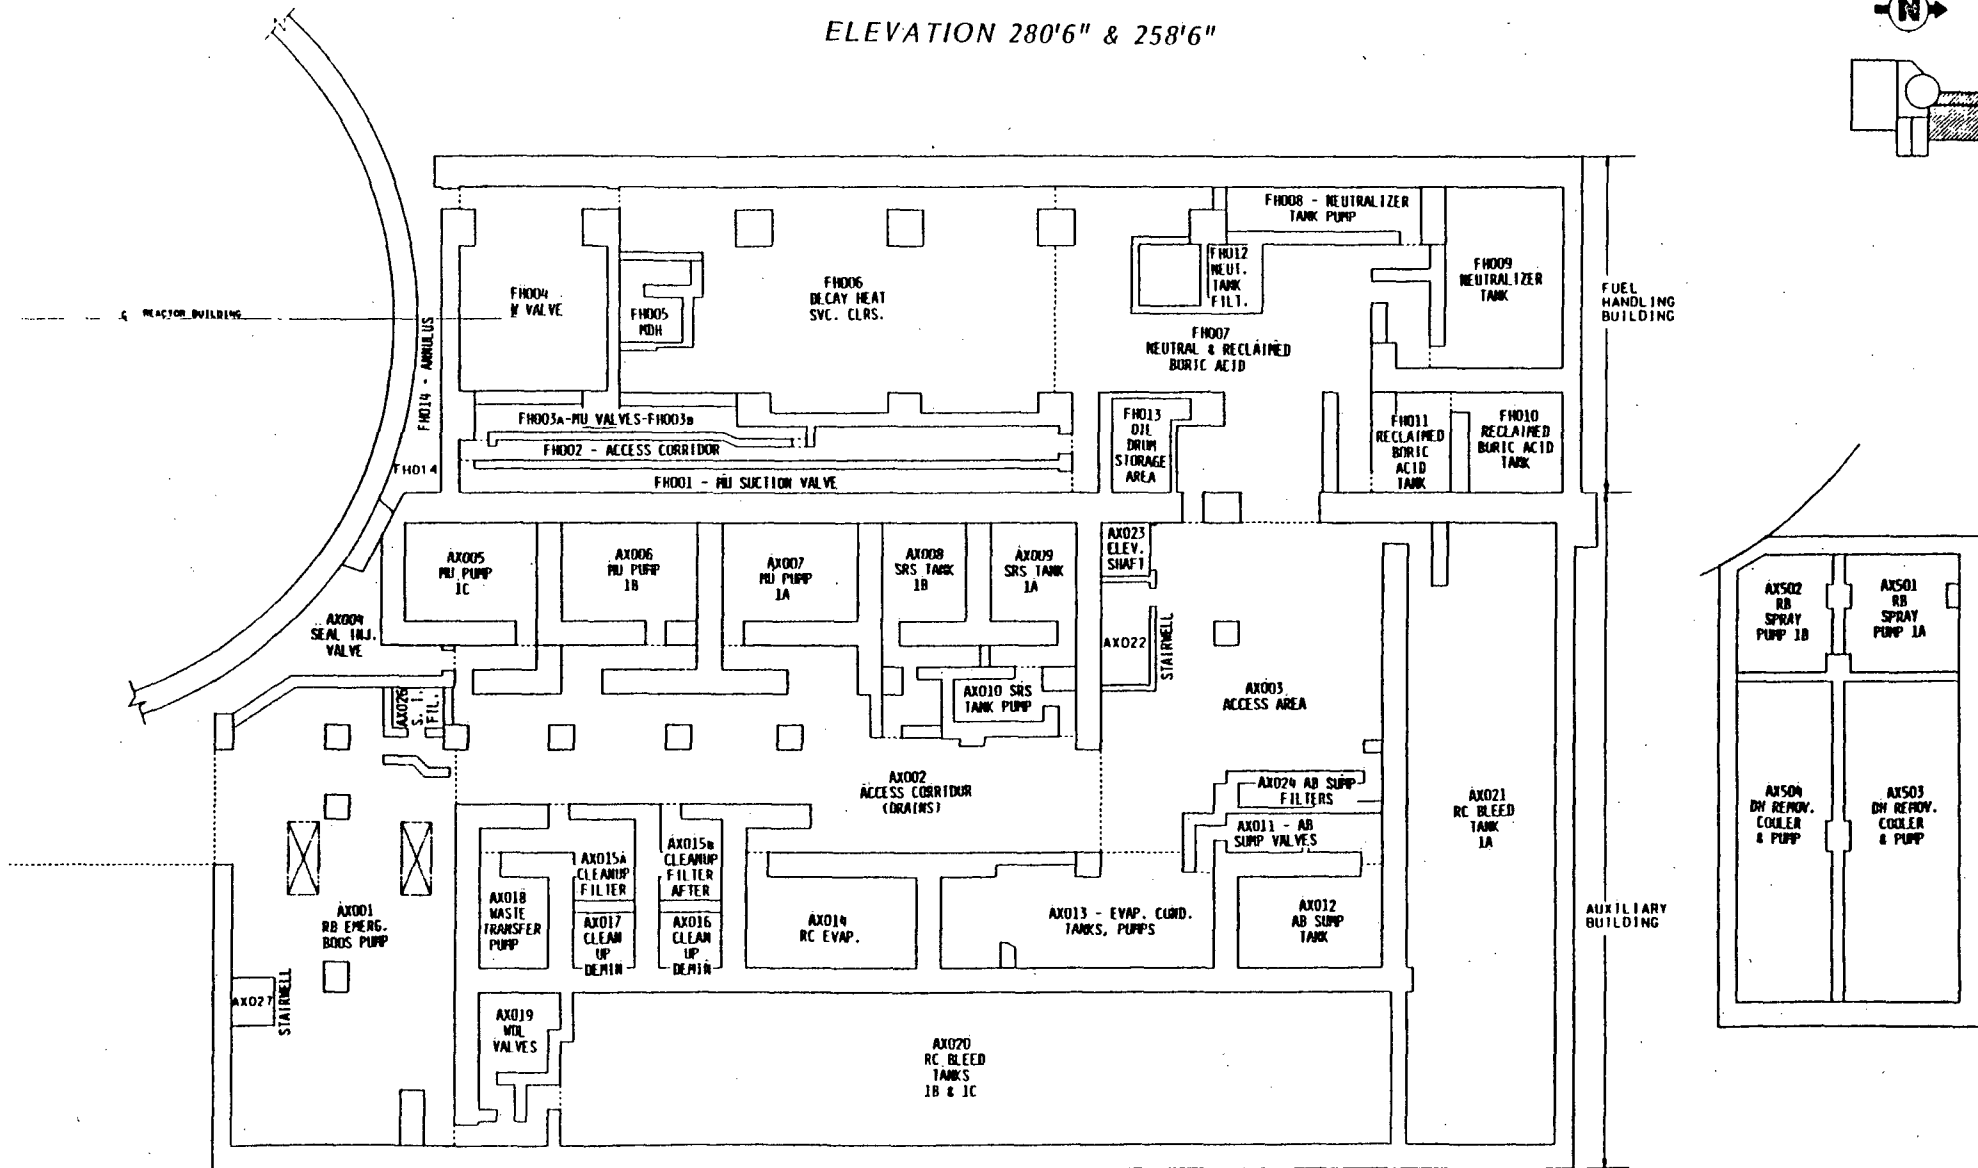 ELEVATION 280'6" & 258'6"
N
FH008 - NEUTRALIZER
TANK PUMP
FH012
NEUT.
TANK
FILT.
FH009
NEUTRALIZER
TANK
FH004
W VALVE
FH005
MDH
FH006
DECAY HEAT
SVC. CLRS.
FUEL
HANDLING
BUILDING
REACTOR BUILDING
FH007
NEUTRAL & RECLAIMED
BORIC ACID
FH014 - ANNULUS
FH003A-MU VALVES-FH003B
FH002 - ACCESS CORRIDOR
FH014
FH001 - MU SUCTION VALVE
FH013
OIL
DRUM
STORAGE
AREA
FH011
RECLAIMED
BORIC
ACID
TANK
FH010
RECLAIMED
BORIC ACID
TANK
AX005
MU PUMP
1C
AX006
MU PUMP
1B
AX007
MU PUMP
1A
AX008
SRS TANK
1B
AX009
SRS TANK
1A
AX023
ELEV.
SHAFT
AX502
RB
SPRAY
PUMP 1B
AX501
RB
SPRAY
PUMP 1A
AX004
SEAL INJ.
VALVE
AX022
STAIRWELL
AX026
S. I.
FIL.
AX010 SRS
TANK PUMP
AX003
ACCESS AREA
AX002
ACCESS CORRIDOR
(DRAINS)
AX024 AB SUMP
FILTERS
AX011 - AB
SUMP VALVES
AX021
RC BLEED
TANK
1A
AX504
DH REMOV.
COOLER
& PUMP
AX503
DH REMOV.
COOLER
& PUMP
AX015A
CLEANUP
FILTER
AX015B
CLEANUP
FILTER
AFTER
AX018
WASTE
TRANSFER
PUMP
AX017
CLEAN
UP
DEMIN
AX016
CLEAN
UP
DEMIN
AX014
RC EVAP.
AX013 - EVAP. COND.
TANKS, PUMPS
AX012
AB SUMP
TANK
AX001
RB EMERG.
BOOS PUMP
AUXILIARY
BUILDING
AX027
STAIRWELL
AX019
WDL
VALVES
AX020
RC BLEED
TANKS
1B & 1C